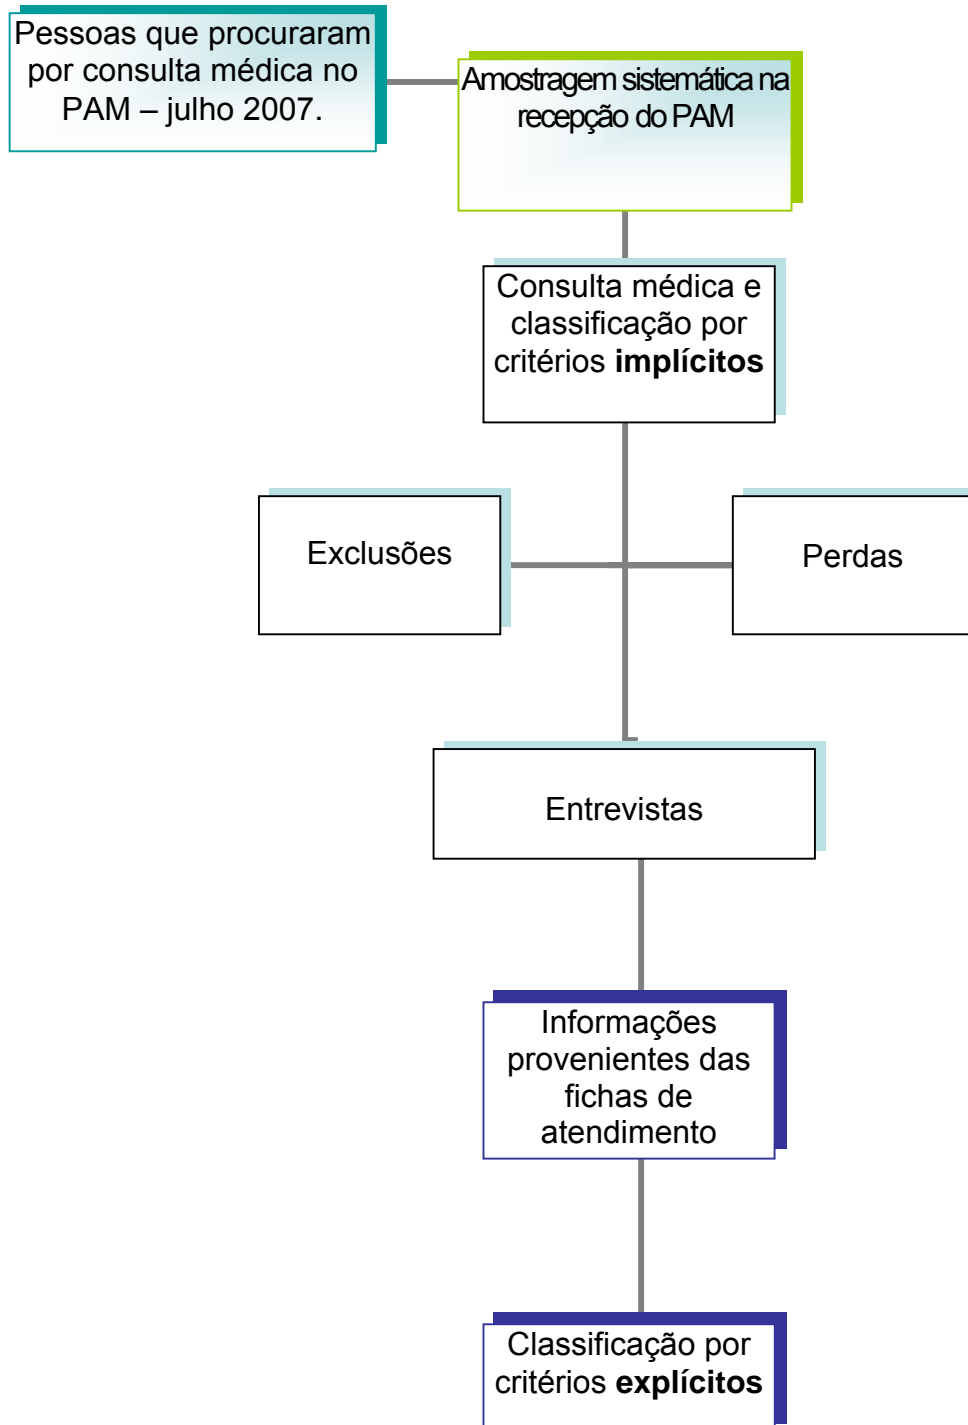 Pessoas que procuraram
por consulta médica no
PAM – julho 2007.
Amostragem sistemática na
recepção do PAM
Consulta médica e
classificação por
critérios implícitos
Exclusões
Perdas
Entrevistas
Informações
provenientes das
fichas de
atendimento
Classificação por
critérios explícitos